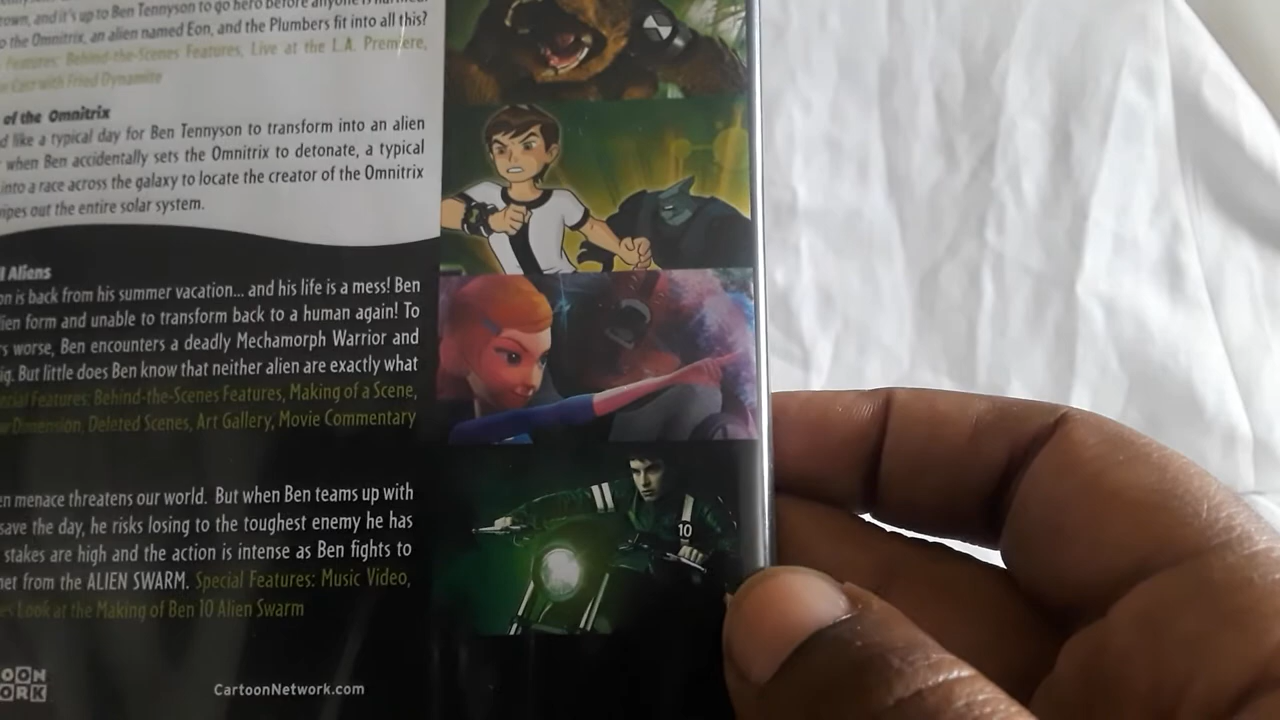 town, and it's up to Ben Tennyson to go hero before anyone is
to the Omnitrix, an alien named Eon, and the Plumbers fit into all this?
Features: Behind-the-Scenes Features, Live at the L.A. Premiere,
Cast with Fried Dynamite
of the Omnitrix
like a typical day for Ben Tennyson to transform into an alien
when Ben accidentally sets the Omnitrix to detonate, a typical
into a race across the galaxy to locate the creator of the Omnitrix
wipes out the entire solar system.
Aliens
is back from his summer vacation... and his life is a mess! Ben
form and unable to transform back to a human again! To
worse, Ben encounters a deadly Mechamorph Warrior and
But little does Ben know that neither alien are exactly what
Features: Behind-the-Scenes Features, Making of a Scene,
Dimension, Deleted Scenes, Art Gallery, Movie Commentary
menace threatens our world. But when Ben teams up with
save the day, he risks losing to the toughest enemy he has
stakes are high and the action is intense as Ben fights to
from the ALIEN SWARM. Special Features: Music Video,
Look at the Making of Ben 10 Alien Swarm
10
CartoonNetwork.com